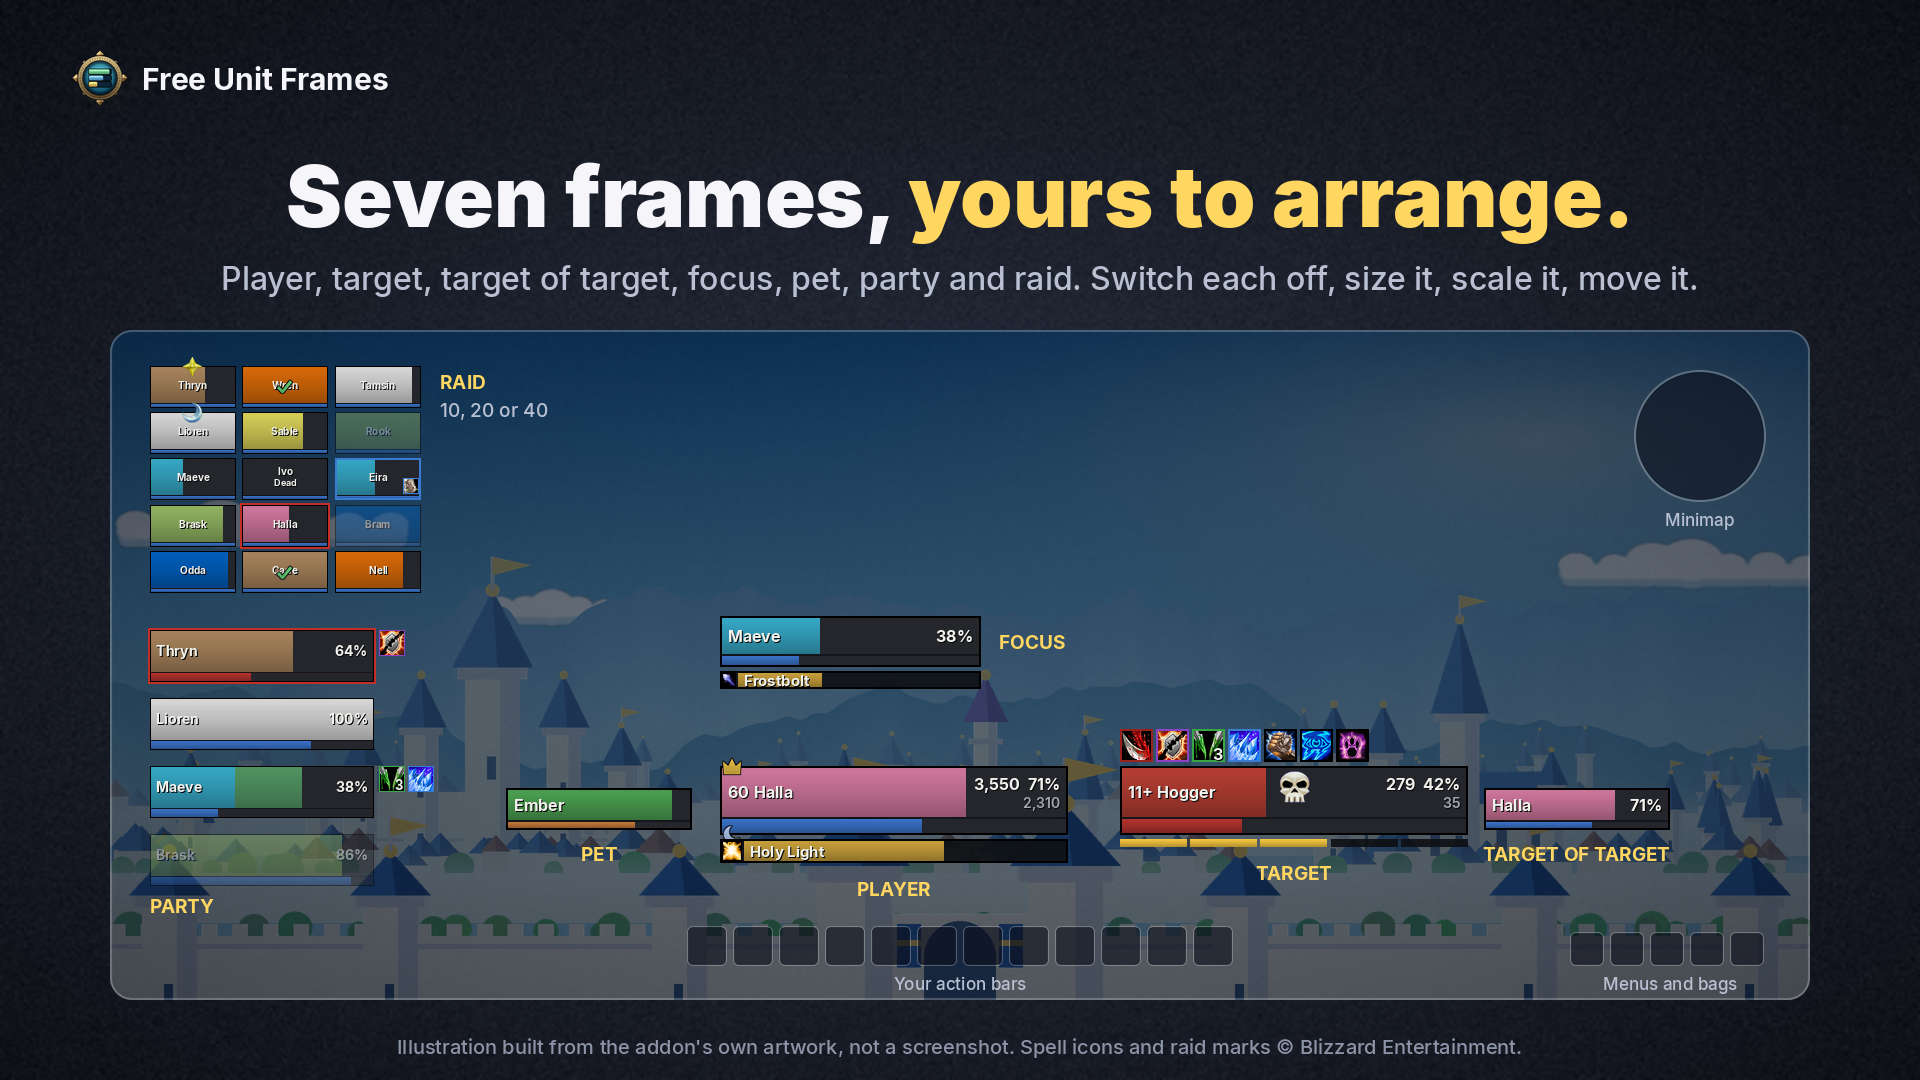 Free Unit Frames
Seven frames, yours to arrange.
Player, target, target of target, focus, pet, party and raid. Switch each off, size it, scale it, move it.
Thryn
Tamsin
RAID
10, 20 or 40
Lioren
Sable
Rook
Maeve
Ivo
Dead
Eira
Brask
Halla
Bram
Odda
Nell
Minimap
Thryn 64%
Lioren 100%
Maeve 38%
3
Brask 86%
PARTY
Maeve 38%
FOCUS
Frostbolt
Ember
PET
60 Halla 3,550 71%
2,310
Holy Light
PLAYER
3
11+ Hogger 279 42%
35
TARGET
Halla 71%
TARGET OF TARGET
Your action bars
Menus and bags
Illustration built from the addon's own artwork, not a screenshot. Spell icons and raid marks © Blizzard Entertainment.